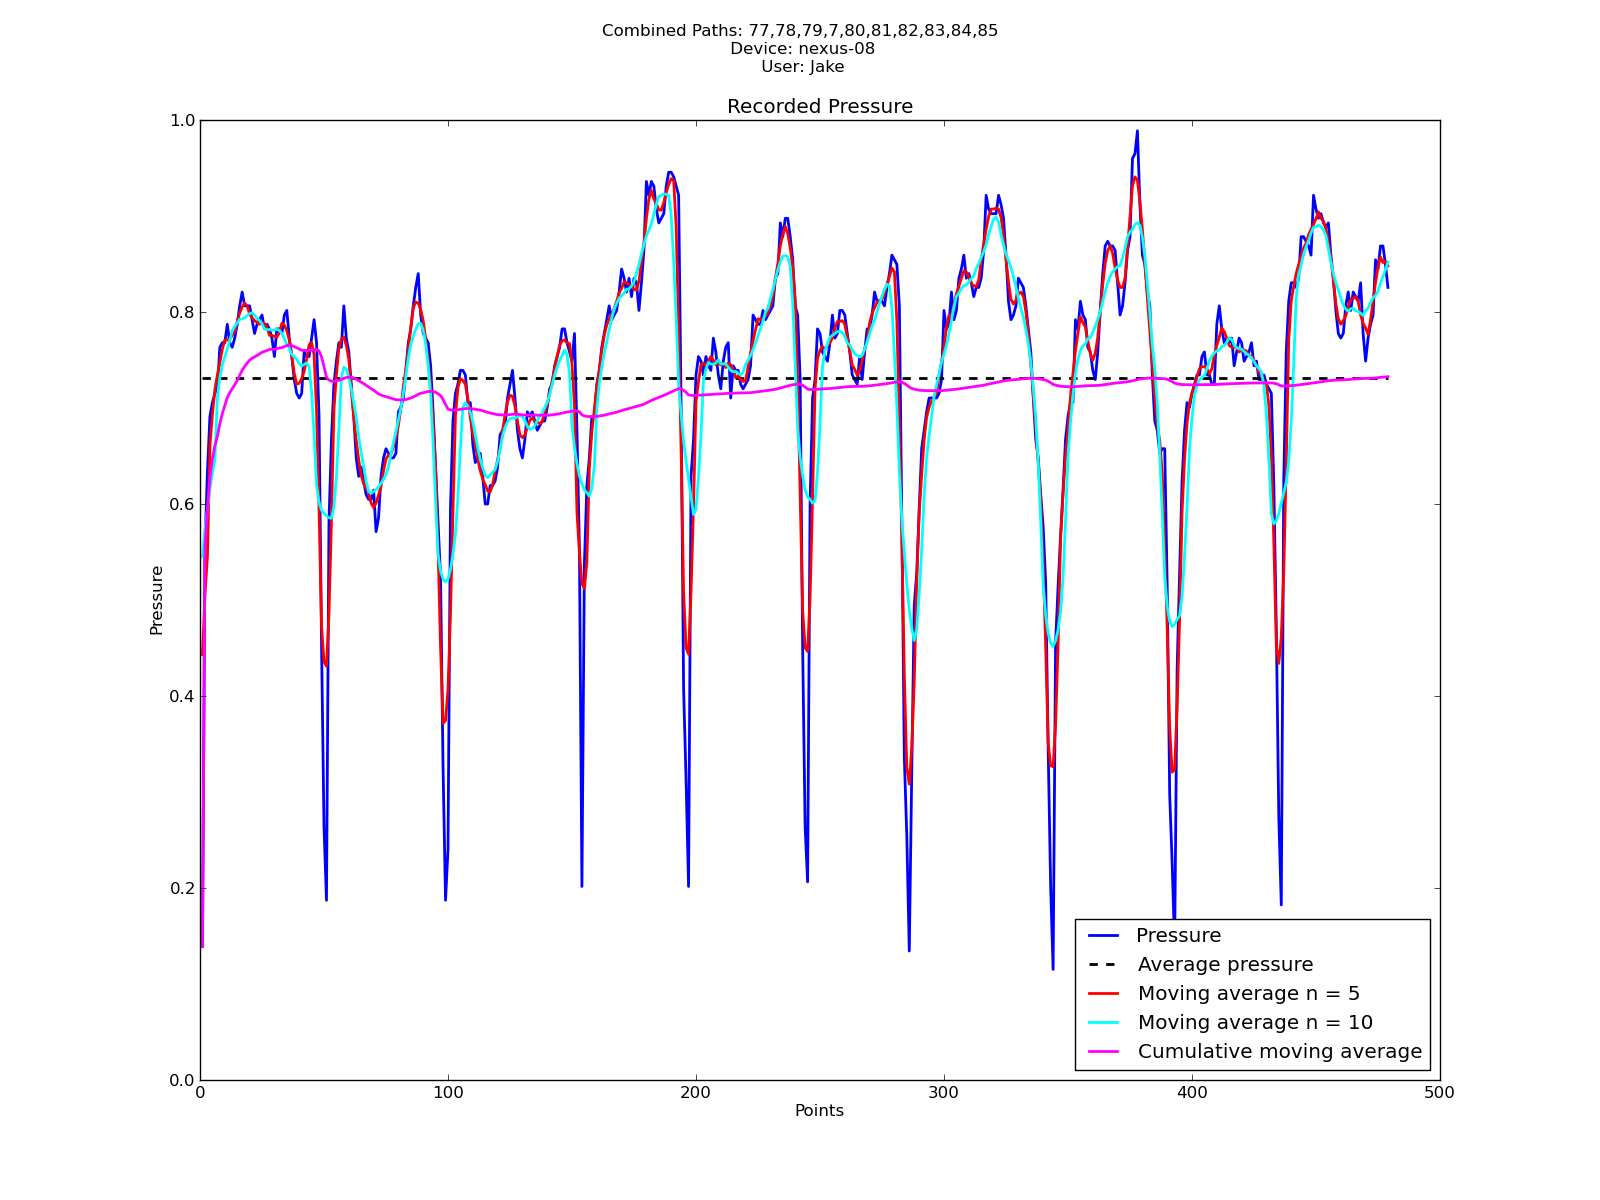 Combined Paths: 77,78,79,7,80,81,82,83,84,85
Device: nexus-08
User: Jake
Recorded Pressure
1.0
0.8
0.6
0.4
0.2
0.0
Pressure
Pressure
Average pressure
Moving average n = 5
Moving average n = 10
Cumulative moving average
0 100 200 300 400 500
Points